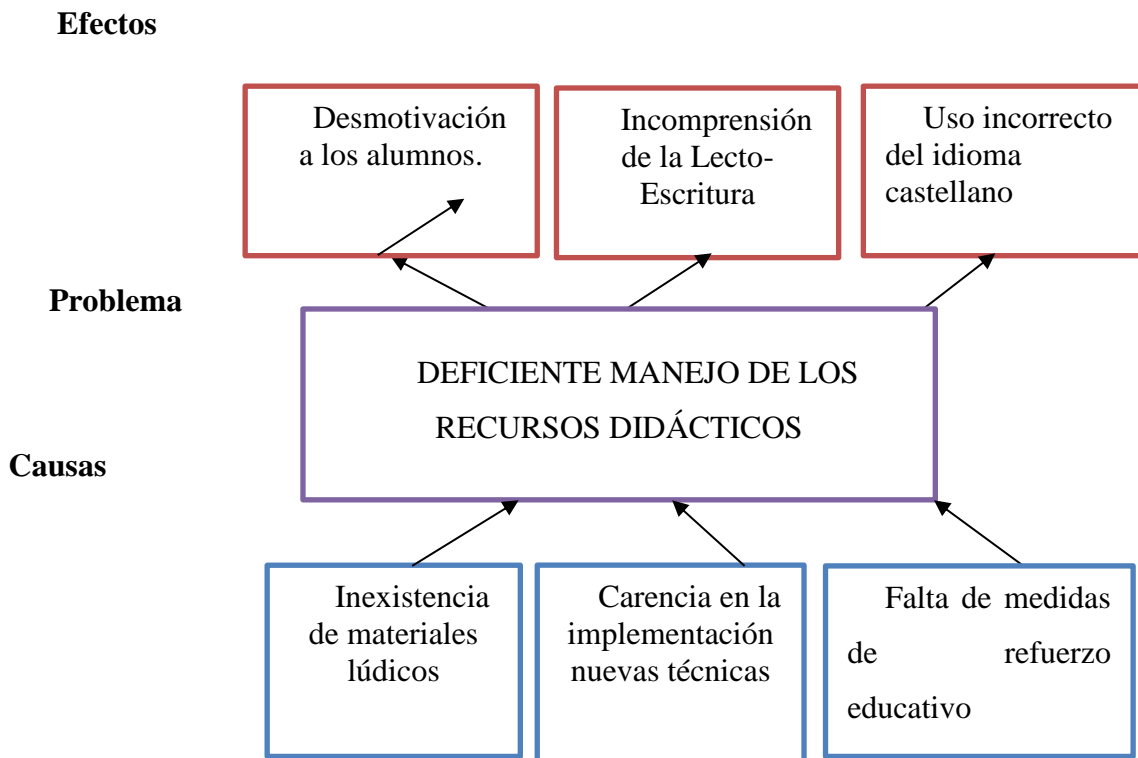 Efectos
Desmotivación
a los alumnos.
Incomprensión
de la Lecto-
Escritura
Uso incorrecto
del idioma
castellano
Problema
DEFICIENTE MANEJO DE LOS
RECURSOS DIDÁCTICOS
Causas
Inexistencia
de materiales
lúdicos
Carencia en la
implementación
nuevas técnicas
Falta de medidas
de refuerzo
educativo